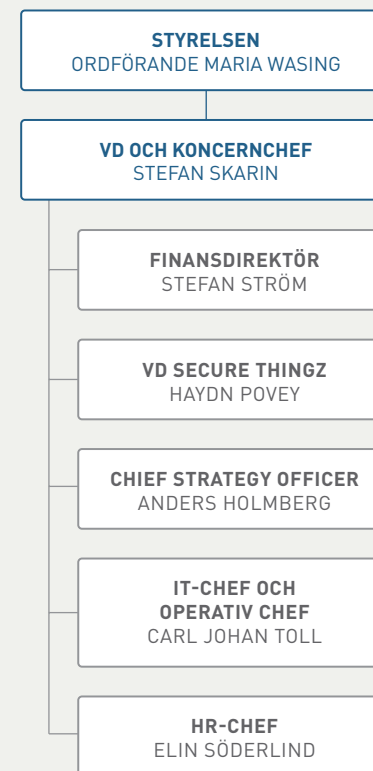 STYRELSEN
ORDFÖRANDE MARIA WASING
VD OCH KONCERNCHEF
STEFAN SKARIN
FINANSDIREKTÖR
STEFAN STRÖM
VD SECURE THINGZ
HAYDN POVEY
CHIEF STRATEGY OFFICER
ANDERS HOLMBERG
IT-CHEF OCH
OPERATIV CHEF
CARL JOHAN TOLL
HR-CHEF
ELIN SÖDERLIND